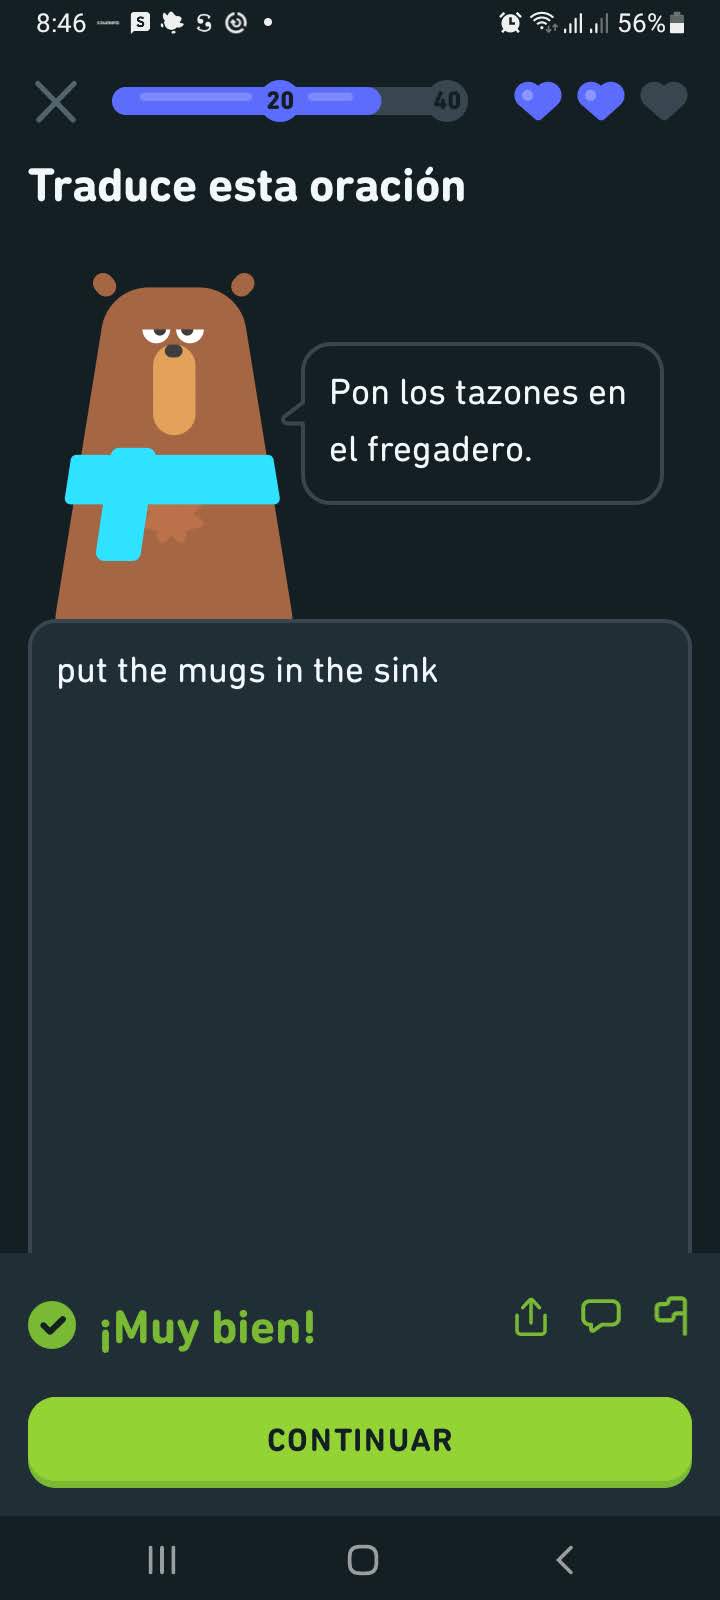 8:46
56%
20
40
Traduce esta oración
Pon los tazones en
el fregadero.
put the mugs in the sink
¡Muy bien!
CONTINUAR